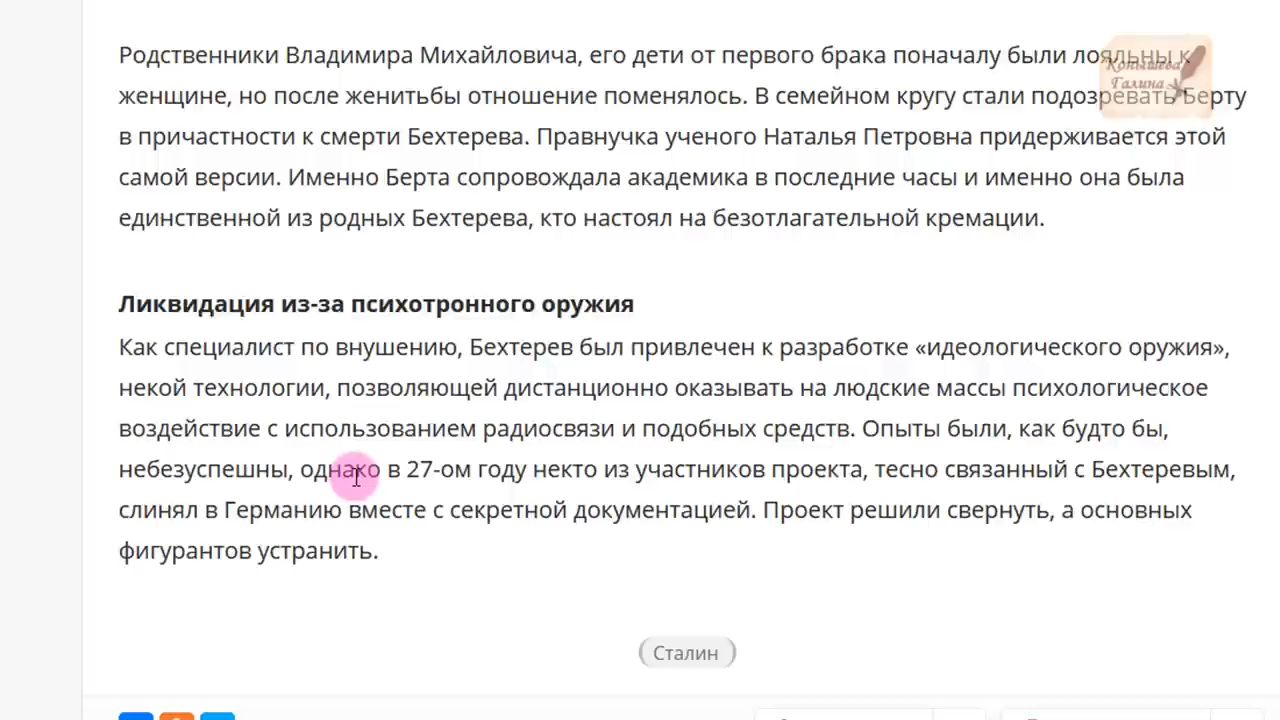 Родственники Владимира Михайловича, его дети от первого брака поначалу были лояльны к
женщине, но после женитьбы отношение поменялось. В семейном кругу стали подозревать Берту
в причастности к смерти Бехтерева. Правнучка ученого Наталья Петровна придерживается этой
самой версии. Именно Берта сопровождала академика в последние часы и именно она была
единственной из родных Бехтерева, кто настоял на безотлагательной кремации.
Ликвидация из-за психотронного оружия
Как специалист по внушению, Бехтерев был привлечен к разработке «идеологического оружия»,
некой технологии, позволяющей дистанционно оказывать на людские массы психологическое
воздействие с использованием радиосвязи и подобных средств. Опыты были, как будто бы,
небезуспешны, однако в 27-ом году некто из участников проекта, тесно связанный с Бехтеревым,
слинял в Германию вместе с секретной документацией. Проект решили свернуть, а основных
фигурантов устранить.
Сталин
Конышева
Галина